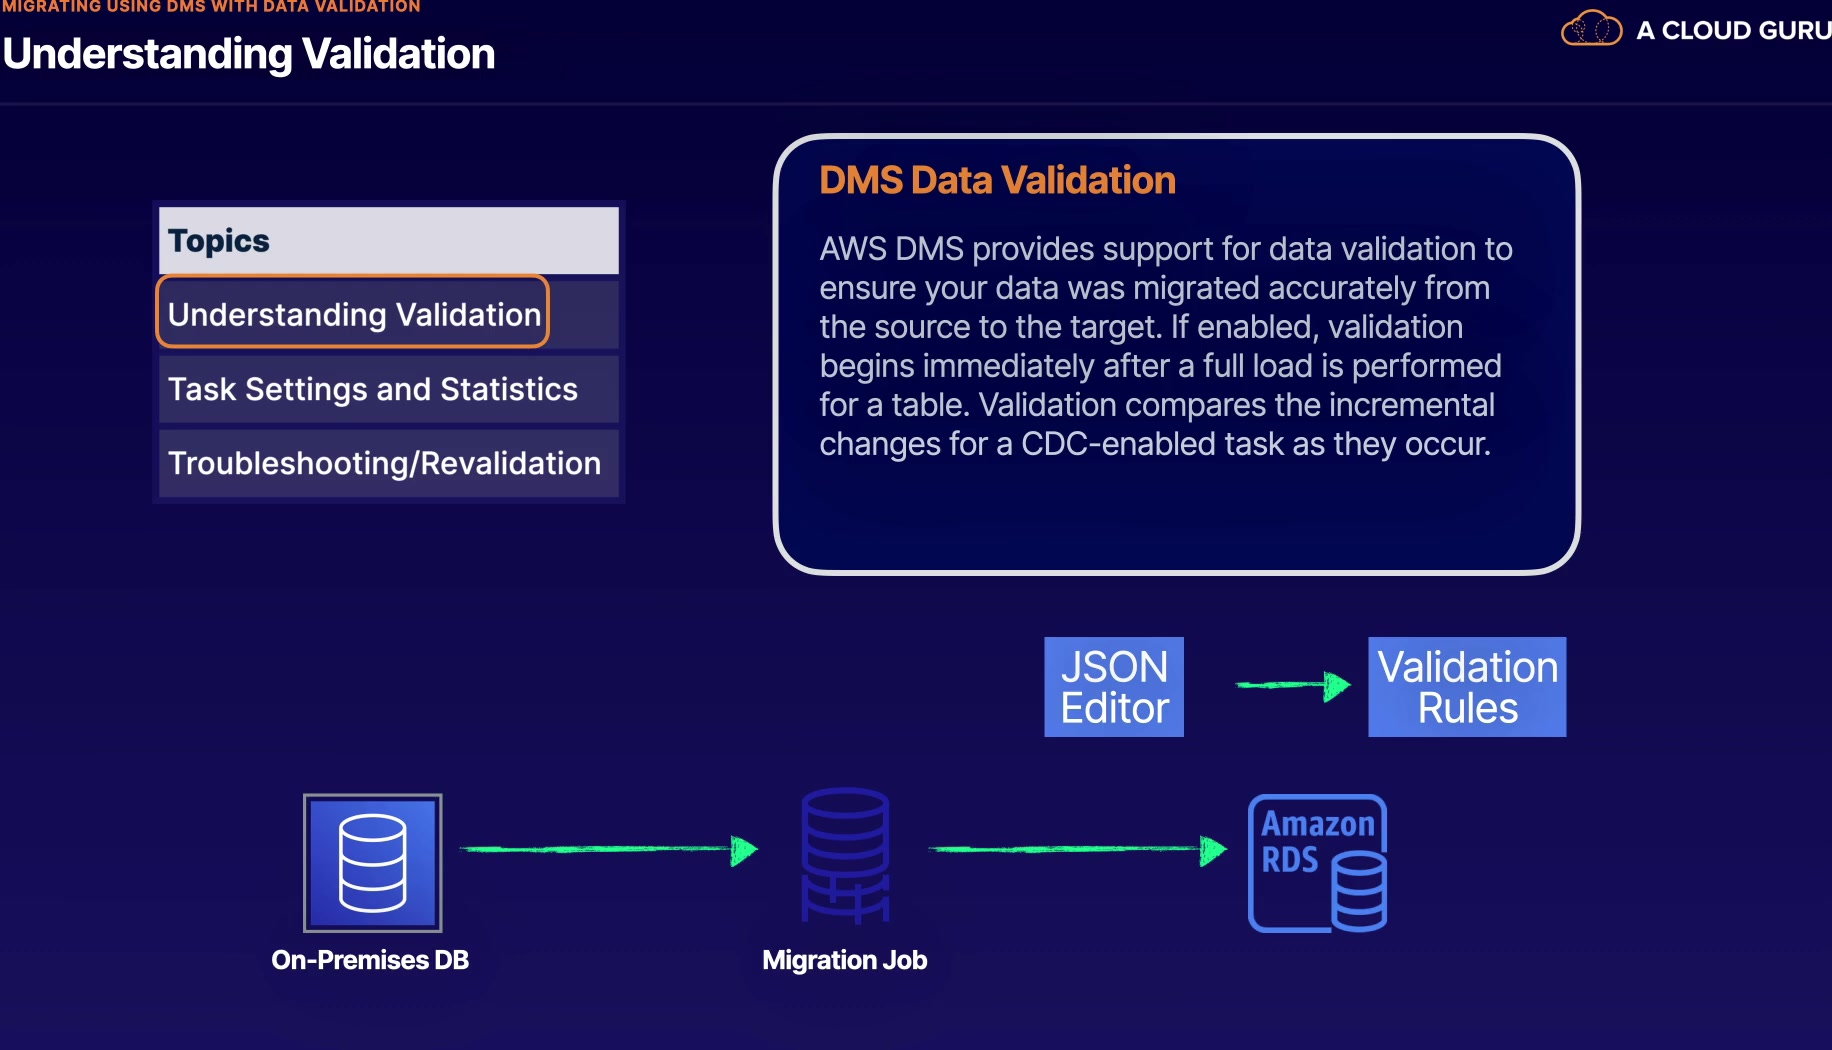 MIGRATING USING DMS WITH DATA VALIDATION
Understanding Validation
A CLOUD GURU
Topics
Understanding Validation
Task Settings and Statistics
Troubleshooting/Revalidation
DMS Data Validation
AWS DMS provides support for data validation to
ensure your data was migrated accurately from
the source to the target. If enabled, validation
begins immediately after a full load is performed
for a table. Validation compares the incremental
changes for a CDC-enabled task as they occur.
JSON
Editor
Validation
Rules
On-Premises DB
Migration Job
Amazon
RDS